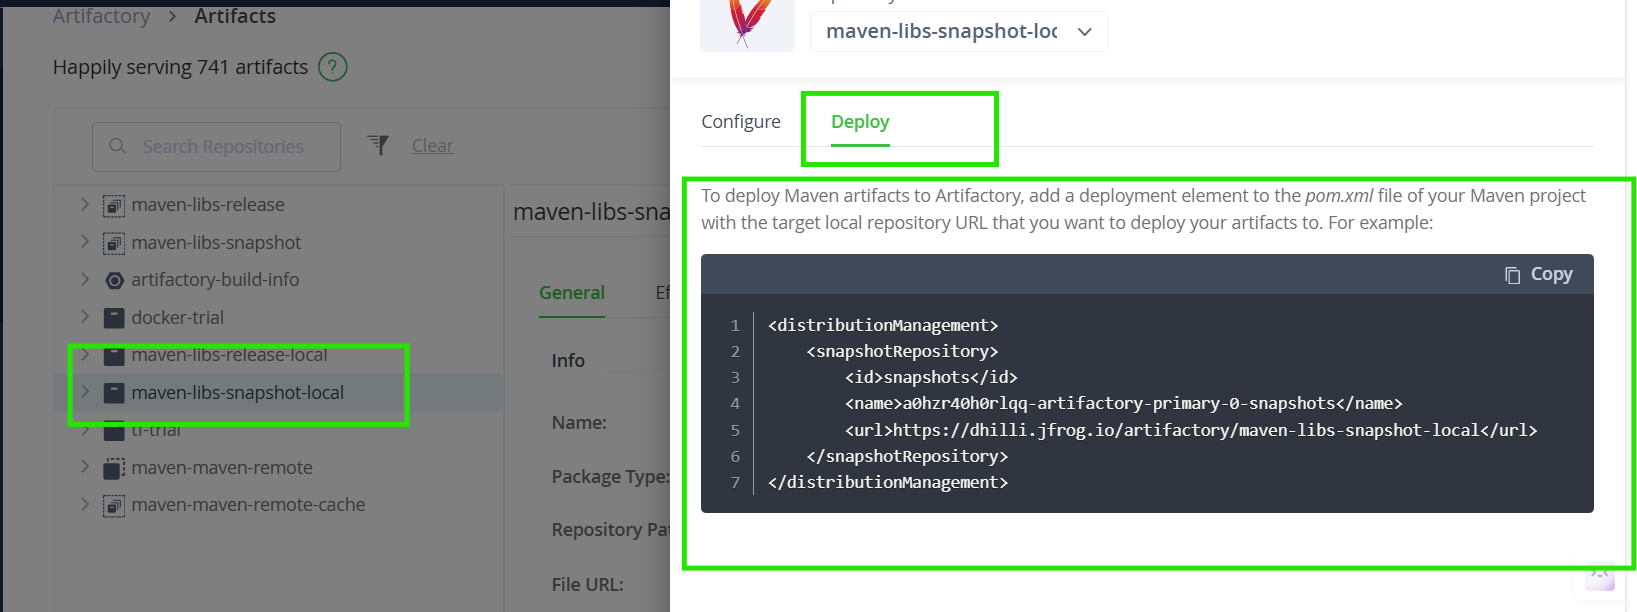 Artifactory > Artifacts
Happily serving 741 artifacts ?
Search Repositories
Clear
maven-libs-release
maven-libs-snapshot
artifactory-build-info
docker-trial
maven-libs-release-local
maven-libs-snapshot-local
tf-trial
maven-maven-remote
maven-maven-remote-cache
maven-libs-sna
General
Ef
Info
Name:
Package Type:
Repository Pat
File URL:
maven-libs-snapshot-loc
Configure
Deploy
To deploy Maven artifacts to Artifactory, add a deployment element to the pom.xml file of your Maven project
with the target local repository URL that you want to deploy your artifacts to. For example:
Copy
1 <distributionManagement>
2 <snapshotRepository>
3 <id>snapshots</id>
4 <name>a0hzr40h0rlqq-artifactory-primary-0-snapshots</name>
5 <url>https://dhilli.jfrog.io/artifactory/maven-libs-snapshot-local</url>
6 </snapshotRepository>
7 </distributionManagement>